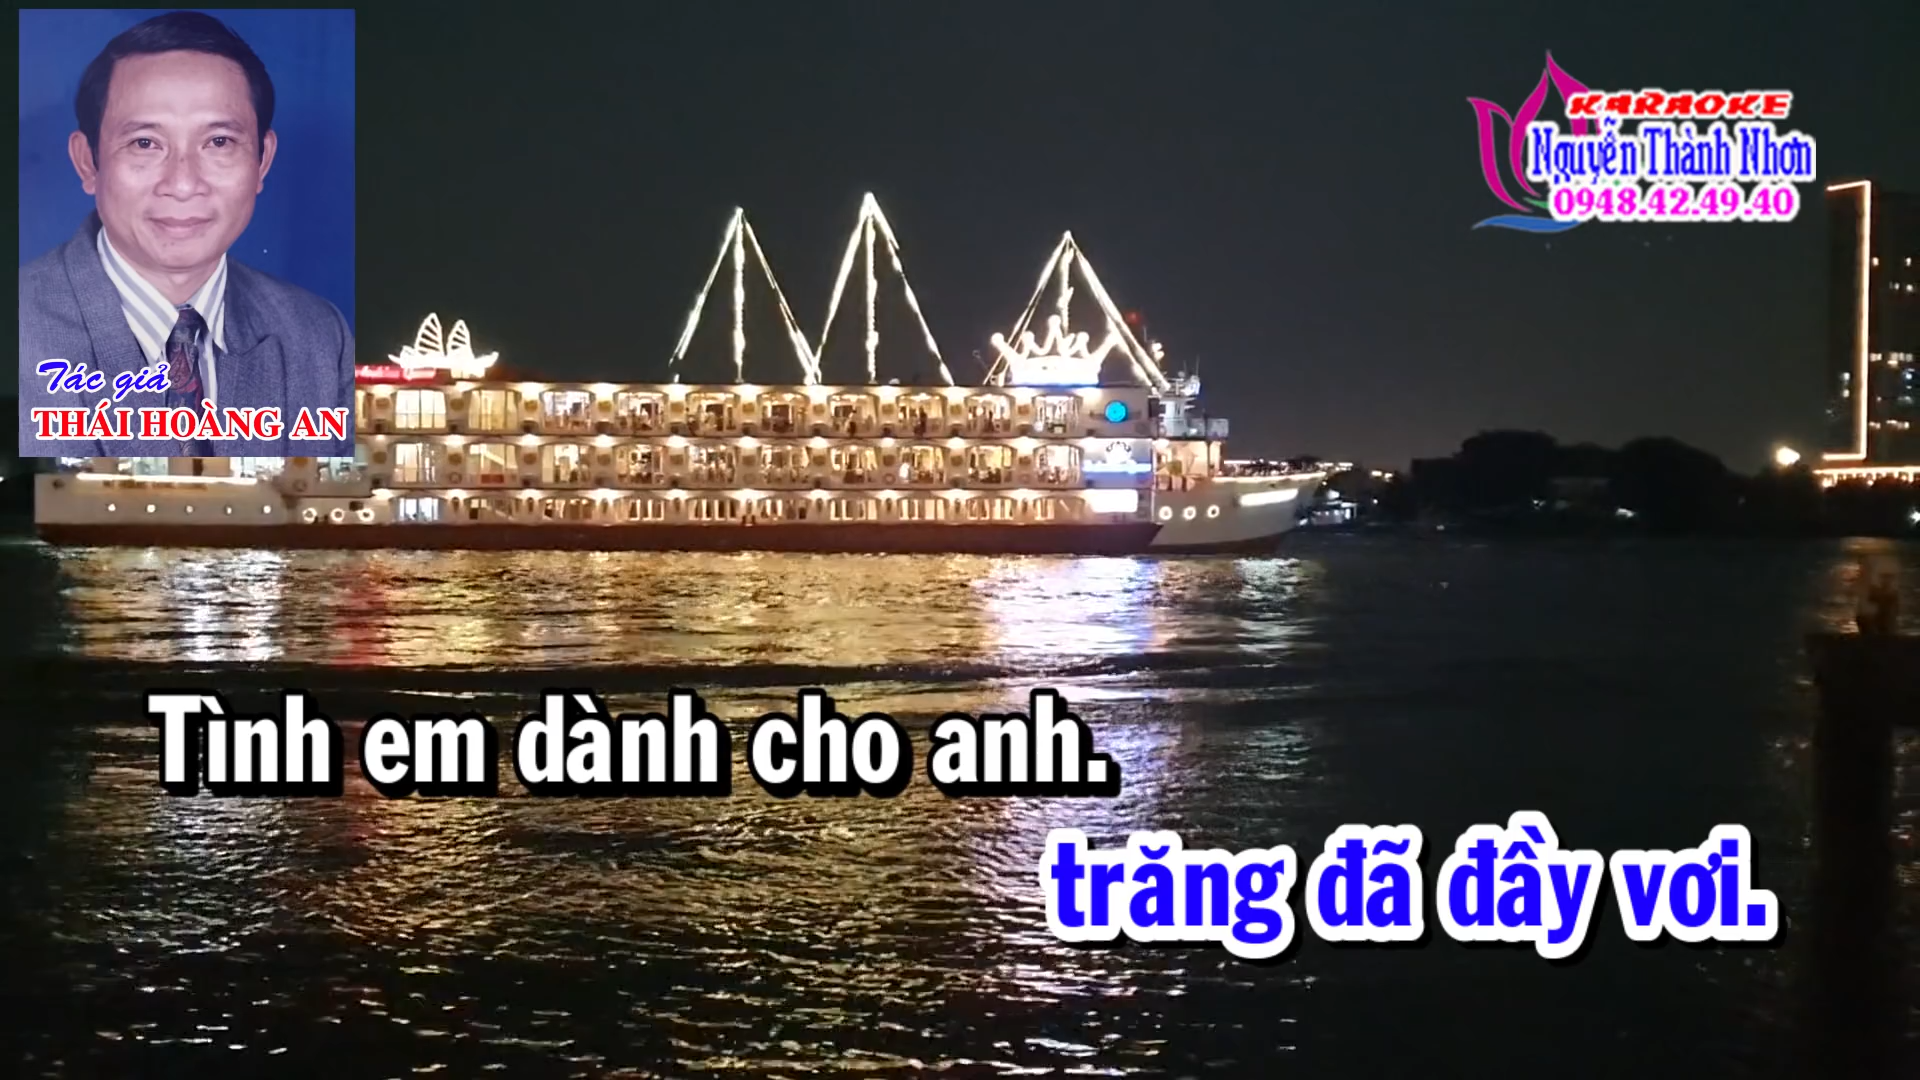 KARAOKE
Nguyễn Thành Nhơn
0948.42.49.40
Tác giả
THÁI HOÀNG AN
Tình em dành cho anh.
trăng đã đầy vơi.